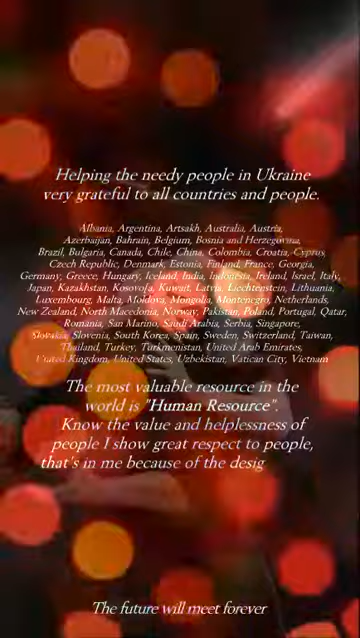 Helping the needy people in Ukraine
very grateful to all countries and people.
Albania, Argentina, Artsakh, Australia, Austria,
Azerbaijan, Bahrain, Belgium, Bosnia and Herzegovina,
Brazil, Bulgaria, Canada, Chile, China, Colombia, Croatia, Cyprus,
Czech Republic, Denmark, Estonia, Finland, France, Georgia,
Germany, Greece, Hungary, Iceland, India, Indonesia, Ireland, Israel, Italy,
Japan, Kazakhstan, Kosovofa, Kuwait, Latvia, Liechtenstein, Lithuania,
Luxembourg, Malta, Moldova, Mongolia, Montenegro, Netherlands,
New Zealand, North Macedonia, Norway, Pakistan, Poland, Portugal, Qatar,
Romania, San Marino, Saudi Arabia, Serbia, Singapore,
Slovakia, Slovenia, South Korea, Spain, Sweden, Switzerland, Taiwan,
Thailand, Turkey, Turkmenistan, United Arab Emirates,
United Kingdom, United States, Uzbekistan, Vatican City, Vietnam
The most valuable resource in the
world is "Human Resource".
Know the value and helplessness of
people I show great respect to people,
that's in me because of the desig
The future will meet forever